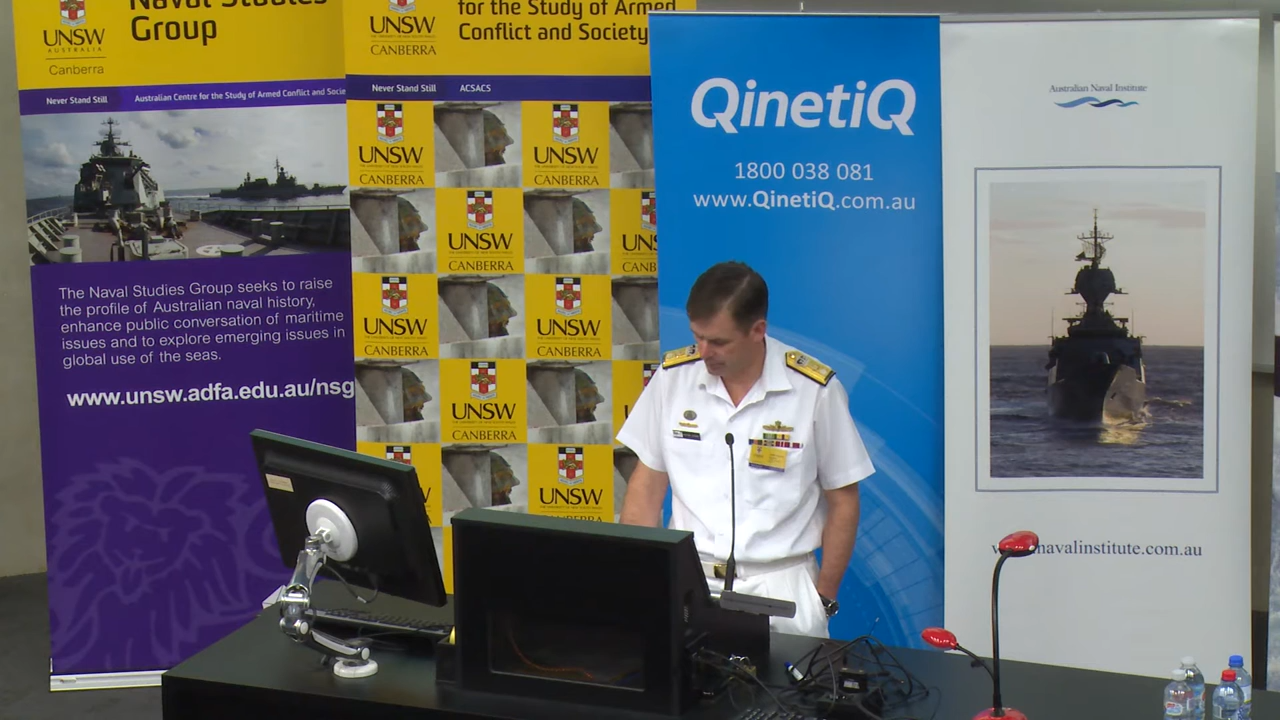 Naval Studies
Group
UNSW
AUSTRALIA
Canberra
Never Stand Still
Australian Centre for the Study of Armed Conflict and Socie
The Naval Studies Group seeks to raise
the profile of Australian naval history,
enhance public conversation of maritime
issues and to explore emerging issues in
global use of the seas.
www.unsw.adfa.edu.au/nsg
for the Study of Armed
Conflict and Society
UNSW
CANBERRA
Never Stand Still
ACSACS
UNSW
CANBERRA
UNSW
CANBERRA
UNSW
CANBERRA
UNSW
CANBERRA
UNSW
CANBERRA
UNSW
CANBERRA
UNSW
QinetiQ
1800 038 081
www.QinetiQ.com.au
Australian Naval Institute
navalinstitute.com.au